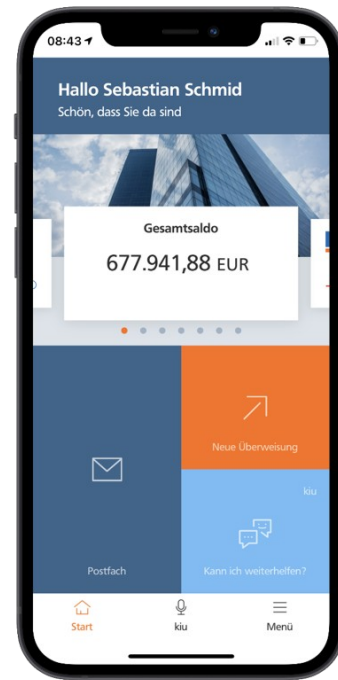 08:43
Hallo Sebastian Schmid
Schön, dass Sie da sind
Gesamtsaldo
677.941,88 EUR
Neue Überweisung
kiu
Postfach
Kann ich weiterhelfen?
Start
kiu
Menü